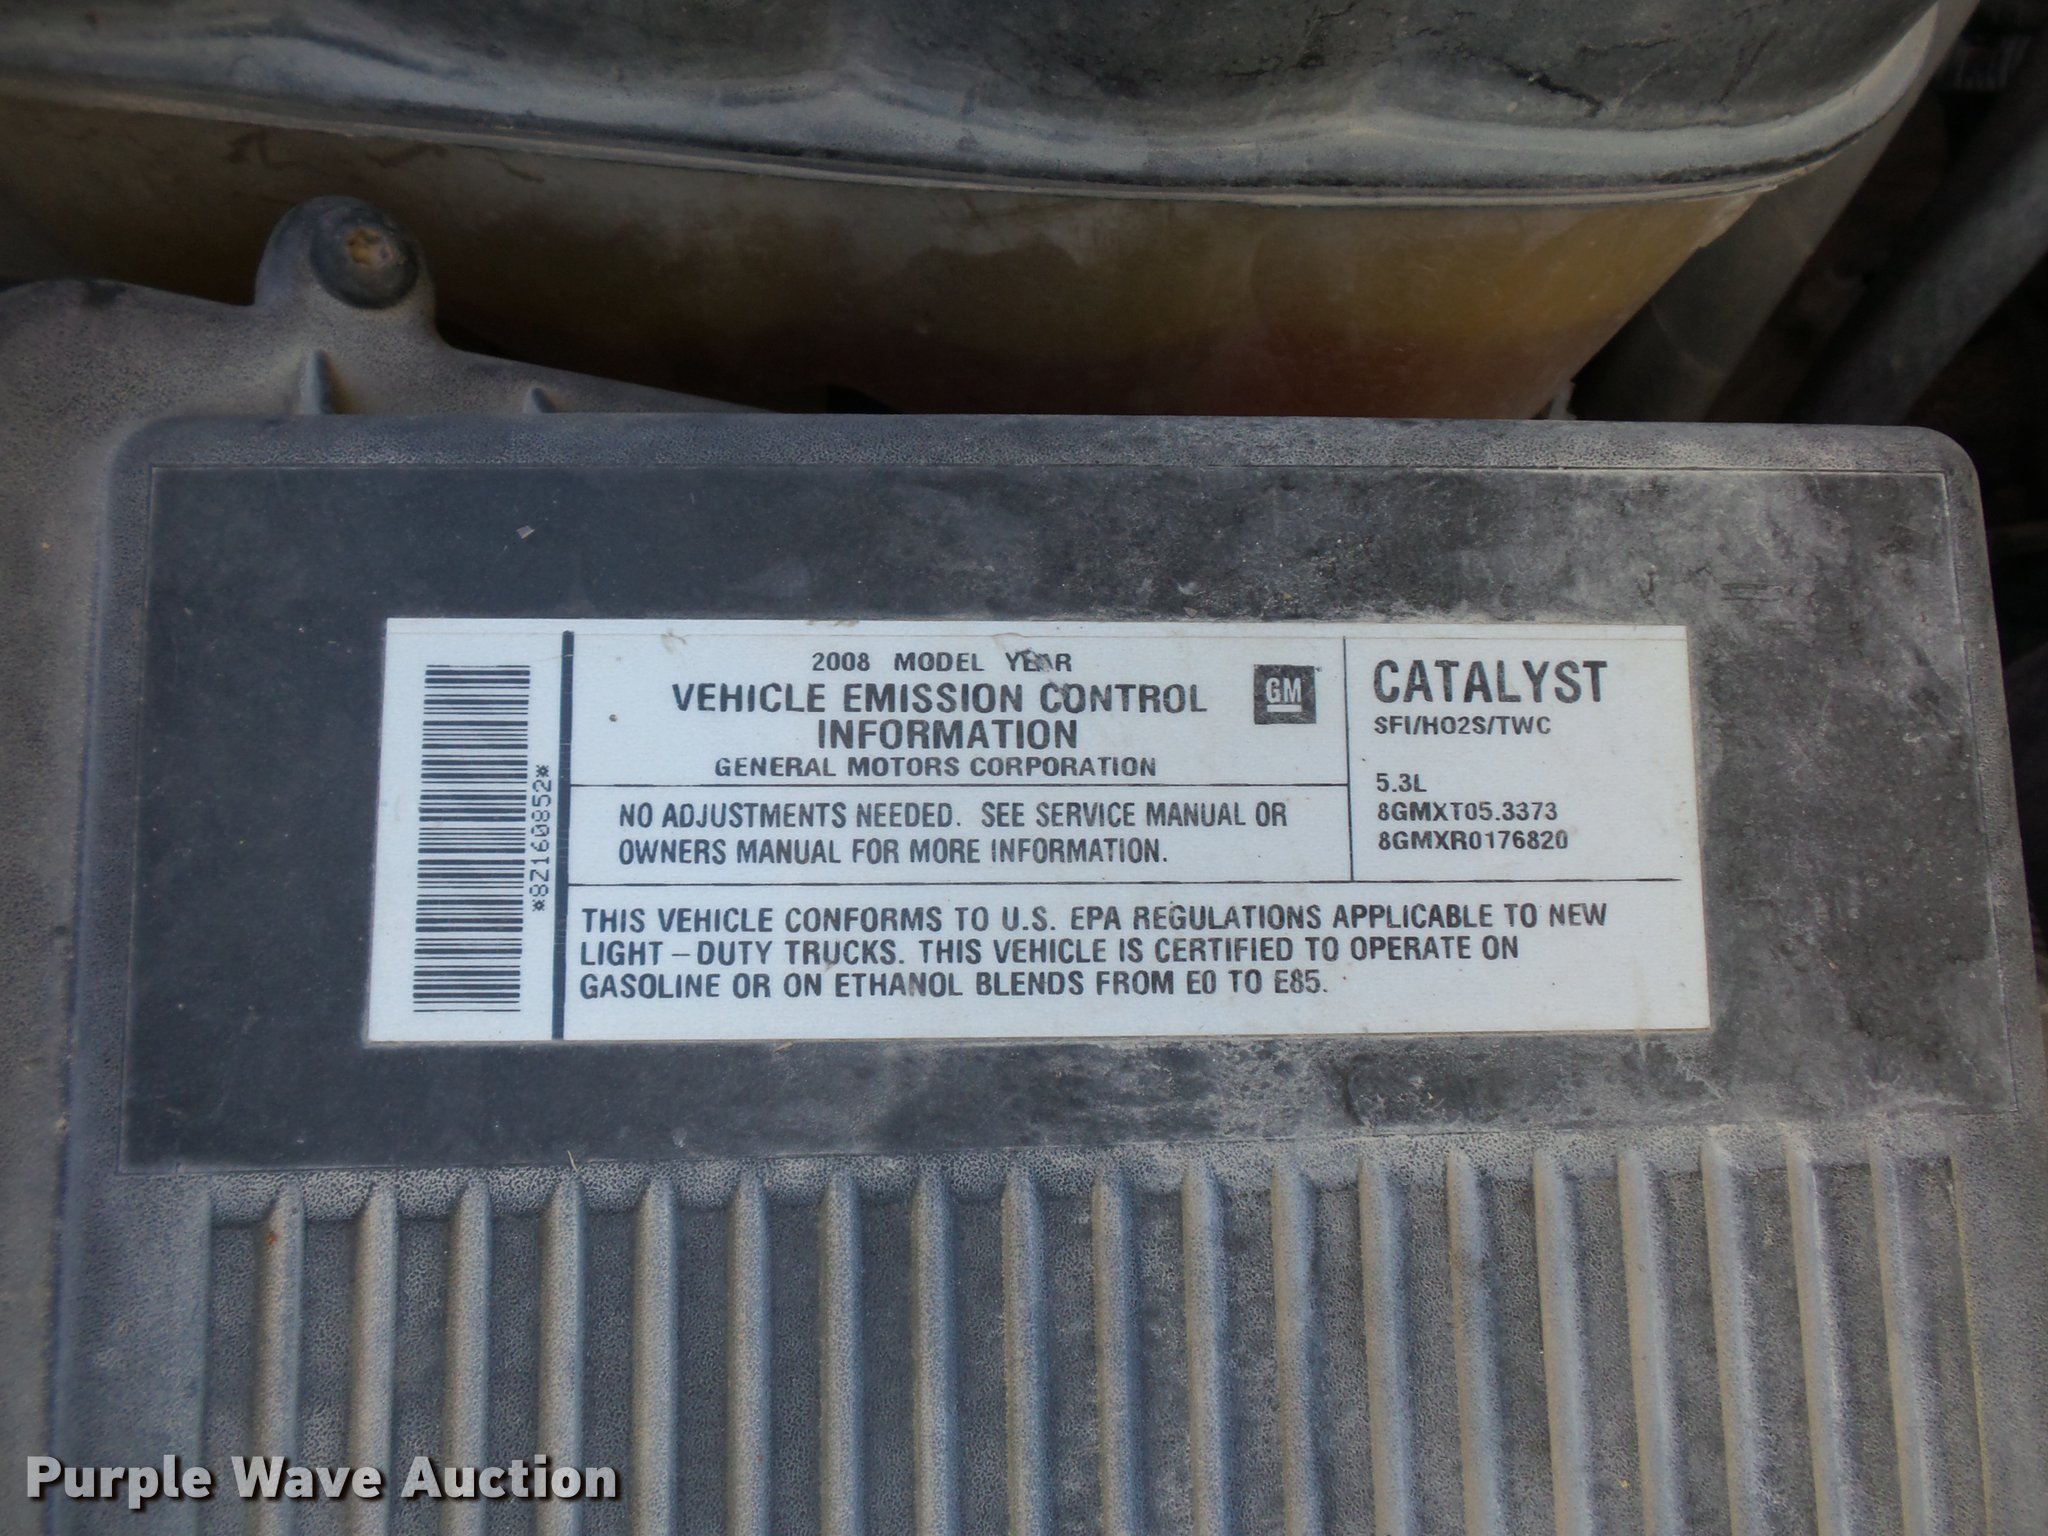 2008 MODEL YEAR
VEHICLE EMISSION CONTROL
INFORMATION
GENERAL MOTORS CORPORATION
GM
CATALYST
SFI/HO2S/TWC
5.3L
8GMXT05.3373
8GMXR0176820
NO ADJUSTMENTS NEEDED. SEE SERVICE MANUAL OR
OWNERS MANUAL FOR MORE INFORMATION.
THIS VEHICLE CONFORMS TO U.S. EPA REGULATIONS APPLICABLE TO NEW
LIGHT-DUTY TRUCKS. THIS VEHICLE IS CERTIFIED TO OPERATE ON
GASOLINE OR ON ETHANOL BLENDS FROM E0 TO E85.
*8Z1608852*
Purple Wave Auction